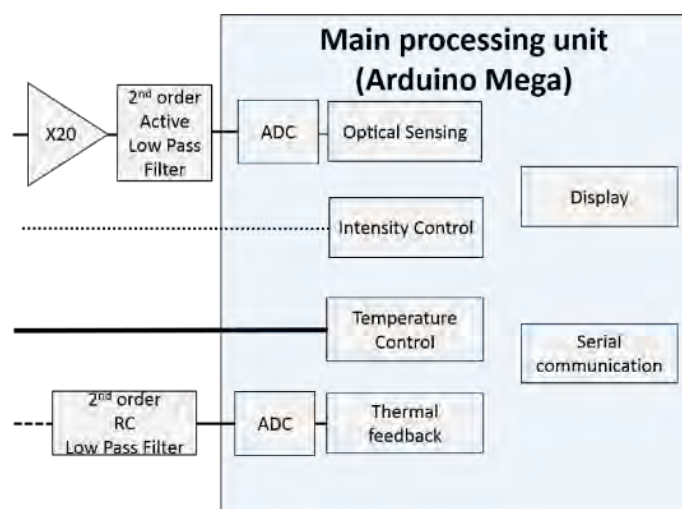 Main processing unit
(Arduino Mega)
X20
2nd order
Active
Low Pass
Filter
ADC
Optical Sensing
Display
Intensity Control
Temperature
Control
Serial
communication
2nd order
RC
Low Pass Filter
ADC
Thermal
feedback